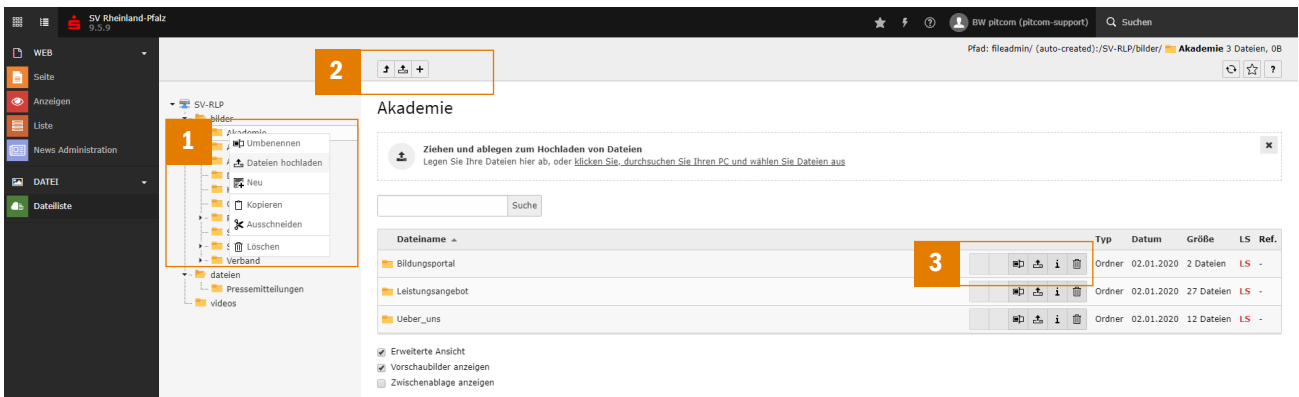 SV Rheinland-Pfalz
9.5.9
BW pitcom (pitcom-support)
Suchen
WEB
Seite
Anzeigen
Liste
News Administration
DATEI
Dateiliste
Pfad: fileadmin/ (auto-created):/SV-RLP/bilder/ Akademie 3 Dateien, 0B
2
SV-RLP
bilder
Akademie
1
Umbenennen
Dateien hochladen
Neu
Kopieren
Ausschneiden
Löschen
Verband
dateien
Pressemitteilungen
videos
Akademie
Ziehen und ablegen zum Hochladen von Dateien
Legen Sie Ihre Dateien hier ab, oder klicken Sie, durchsuchen Sie Ihren PC und wählen Sie Dateien aus
Suche
Dateiname Typ Datum Größe LS Ref.
3
Bildungsportal Ordner 02.01.2020 2 Dateien LS -
Leistungsangebot Ordner 02.01.2020 27 Dateien LS -
Ueber_uns Ordner 02.01.2020 12 Dateien LS -
Erweiterte Ansicht
Vorschaubilder anzeigen
Zwischenablage anzeigen